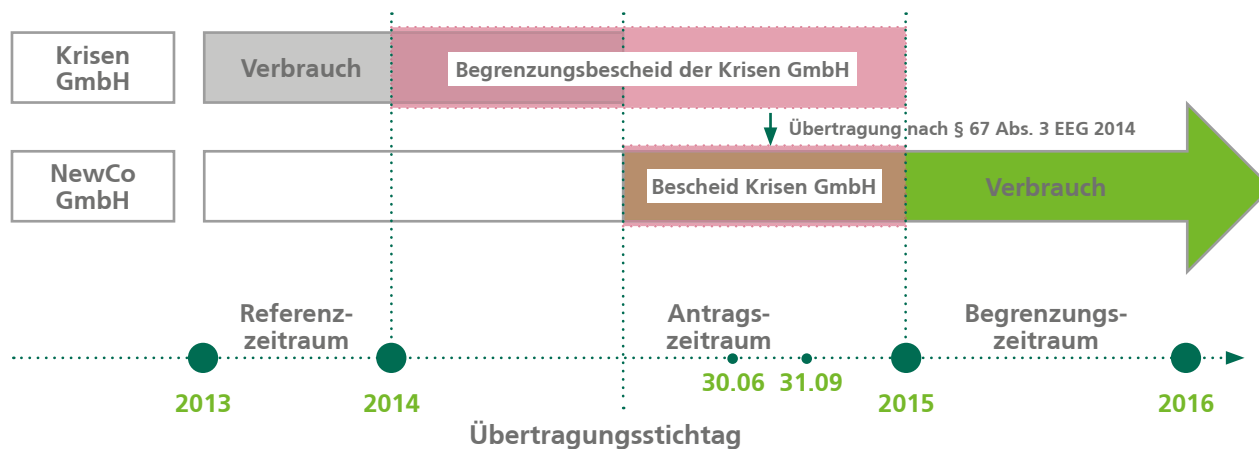 Krisen
GmbH
Verbrauch
Begrenzungsbescheid der Krisen GmbH
Übertragung nach § 67 Abs. 3 EEG 2014
NewCo
GmbH
Bescheid Krisen GmbH
Verbrauch
Referenz-
zeitraum
Antrags-
zeitraum
Begrenzungs-
zeitraum
30.06
31.09
2013
2014
2015
2016
Übertragungsstichtag